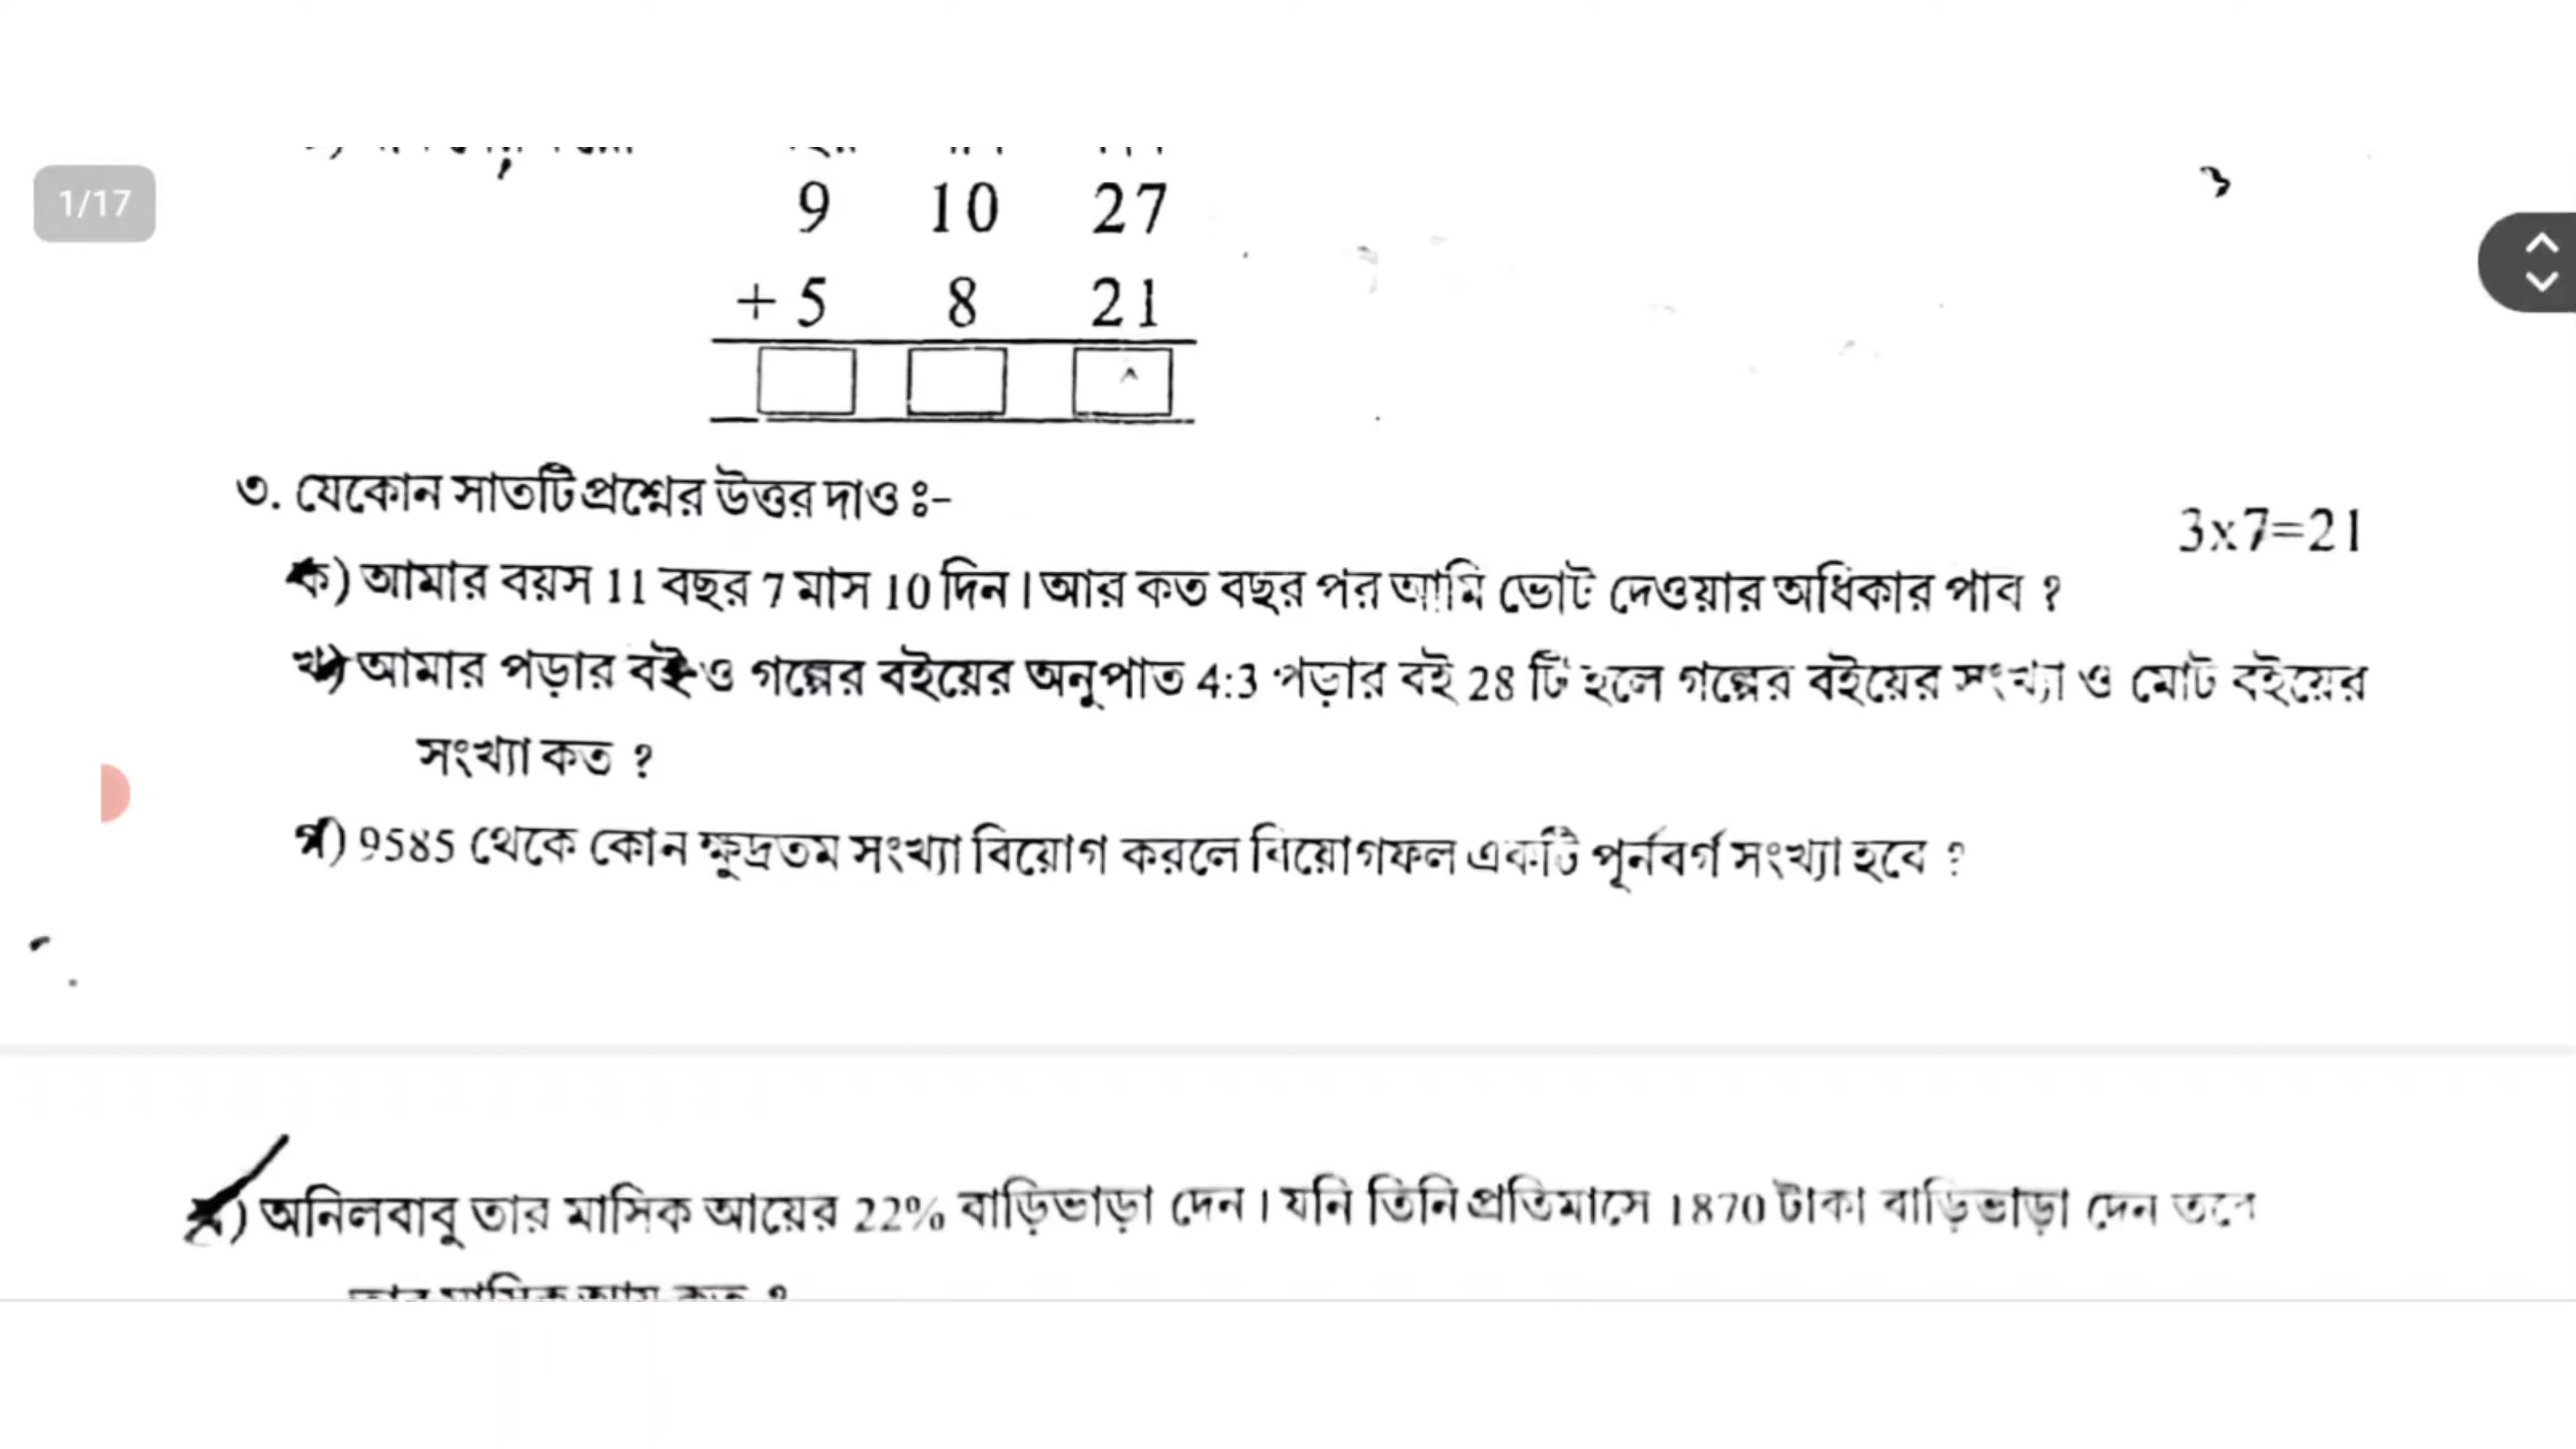 1/17
9 10 27
+ 5 8 21
৩. যেকোন সাতটি প্রশ্নের উত্তর দাও ঃ-
3x7=21
ক) আমার বয়স 11 বছর 7 মাস 10 দিন । আর কত বছর পর আমি ভোট দেওয়ার অধিকার পাব ?
খ) আমার পড়ার বই ও গল্পের বইয়ের অনুপাত 4:3 পড়ার বই 28 টি হলে গল্পের বইয়ের সংখ্যা ও মোট বইয়ের
সংখ্যা কত ?
গ) 9585 থেকে কোন ক্ষুদ্রতম সংখ্যা বিয়োগ করলে বিয়োগফল একটি পূর্নবর্গ সংখ্যা হবে ?
) অনিলবাবু তার মাসিক আয়ের 22% বাড়িভাড়া দেন । যদি তিনি প্রতিমাসে 1870 টাকা বাড়িভাড়া দেন তবে
তার মাসিক আয় কত ?